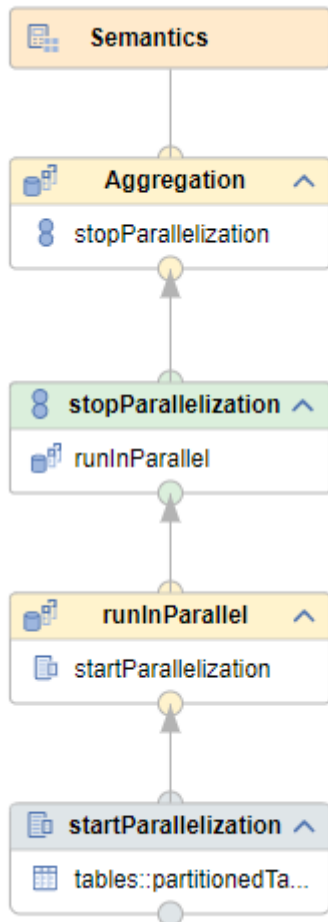 Semantics
Aggregation
stopParallelization
stopParallelization
runInParallel
runInParallel
startParallelization
startParallelization
tables::partitionedTa...